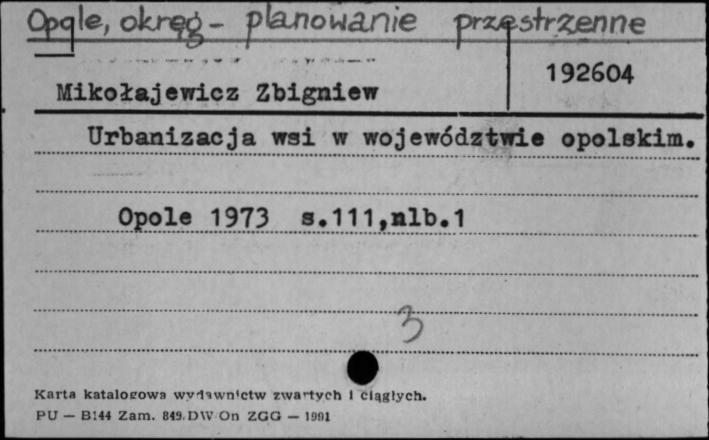 Opole, okręg - planowanie przestrzenne
192604
Mikołajewicz Zbigniew
Urbanizacja wsi w województwie opolskim.
Opole 1973 s.111,nlb.1
3
Karta katalogowa wydawnictw zwartych i ciągłych.
PU — B144 Zam. 849.DW On ZGG — 1991